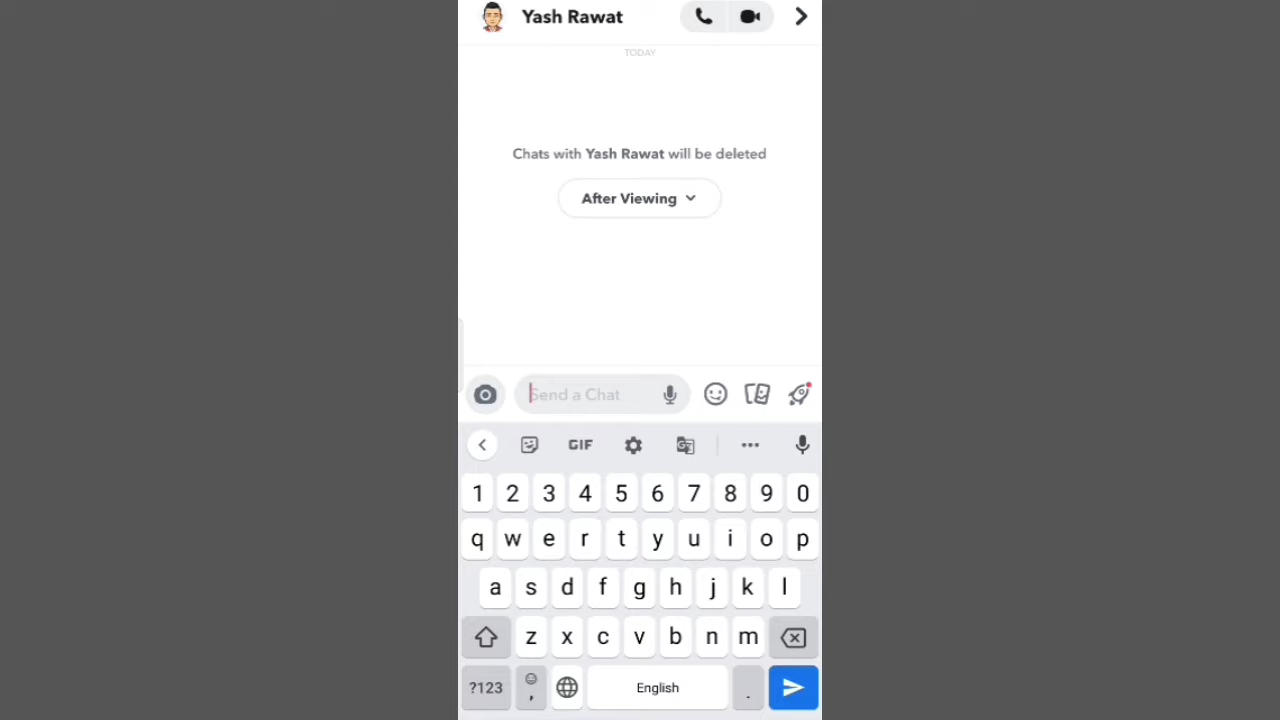 Yash Rawat
TODAY
Chats with Yash Rawat will be deleted
After Viewing
Send a Chat
GIF
1 2 3 4 5 6 7 8 9 0
q w e r t y u i o p
a s d f g h j k l
z x c v b n m
?123 , English .